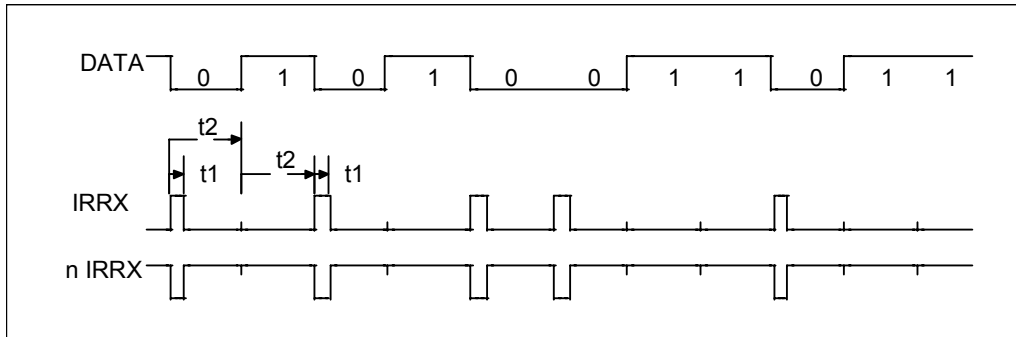 DATA 0 1 0 1 0 0 1 1 0 1 1
t2
t1 t2 t1
IRRX
n IRRX